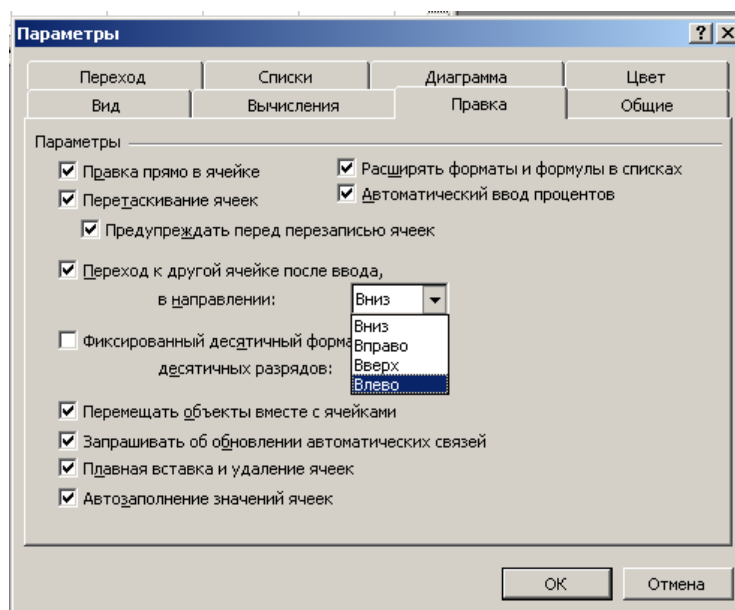 Параметры
Переход Списки Диаграмма Цвет
Вид Вычисления Правка Общие
Параметры
Правка прямо в ячейке
Расширять форматы и формулы в списках
Перетаскивание ячеек
Автоматический ввод процентов
Предупреждать перед перезаписью ячеек
Переход к другой ячейке после ввода,
в направлении: Вниз
Вниз
Вправо
Вверх
Влево
Фиксированный десятичный форма
десятичных разрядов:
Перемещать объекты вместе с ячейками
Запрашивать об обновлении автоматических связей
Плавная вставка и удаление ячеек
Автозаполнение значений ячеек
ОК Отмена